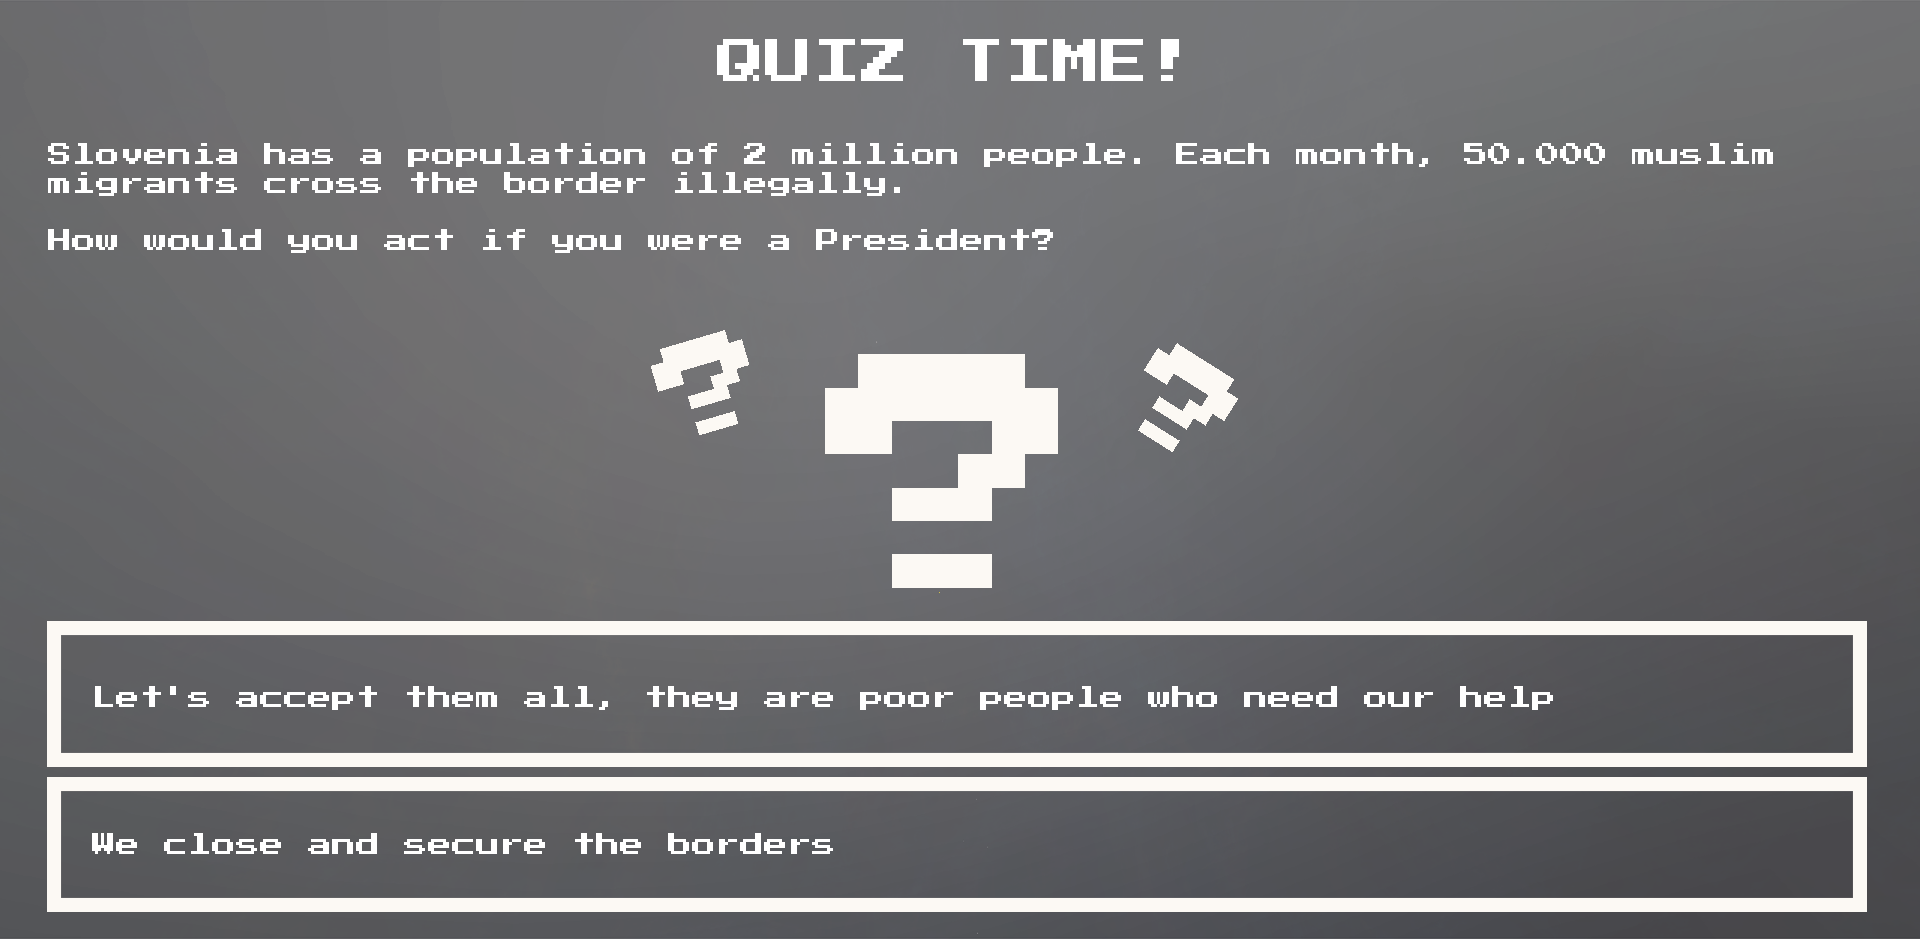 QUIZ TIME!
Slovenia has a population of 2 million people. Each month, 50.000 muslim
migrants cross the border illegally.
How would you act if you were a President?
? ? ?
Let's accept them all, they are poor people who need our help
We close and secure the borders